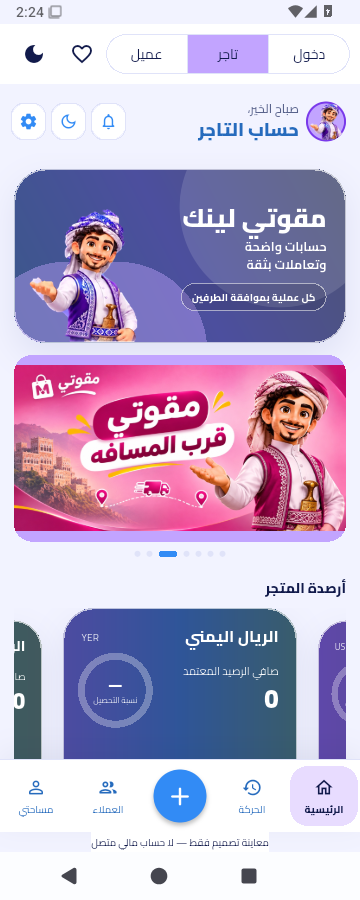 2:24
دخول
تاجر
عميل
صباح الخير،
حساب التاجر
مقوتي لينك
حسابات واضحة
وتعاملات بثقة
كل عملية بموافقة الطرفين
مقوتي
مقوتي
قرب المسافه
أرصدة المتجر
الريال اليمني
YER
صافي الرصيد المعتمد
0
—
نسبة التحصيل
US
0
الرئيسية
الحركة
العملاء
مساحتي
معاينة تصميم فقط — لا حساب مالي متصل